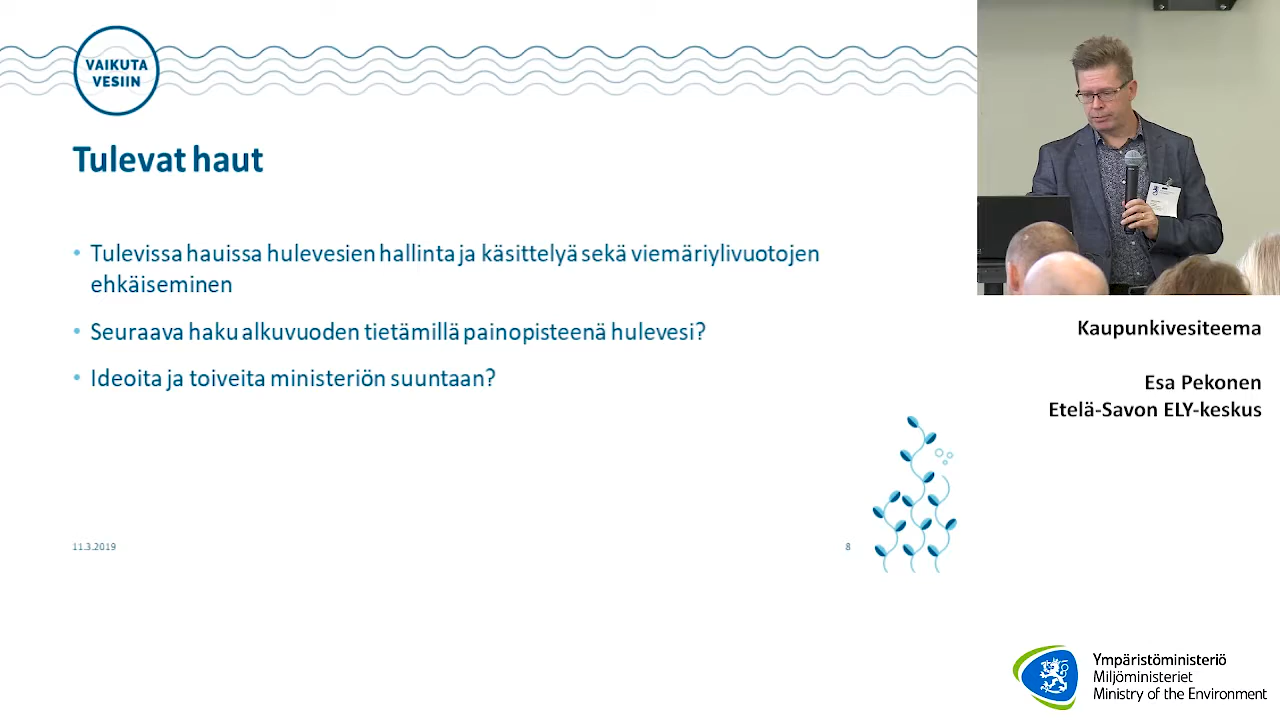 VAIKUTA
VESIIN
Tulevat haut
• Tulevissa hauissa hulevesien hallinta ja käsittelyä sekä viemäriylivuotojen
ehkäiseminen
• Seuraava haku alkuvuoden tietämillä painopisteenä hulevesi?
• Ideoita ja toiveita ministeriön suuntaan?
11.3.2019
8
Kaupunkivesiteema
Esa Pekonen
Etelä-Savon ELY-keskus
Ympäristöministeriö
Miljöministeriet
Ministry of the Environment